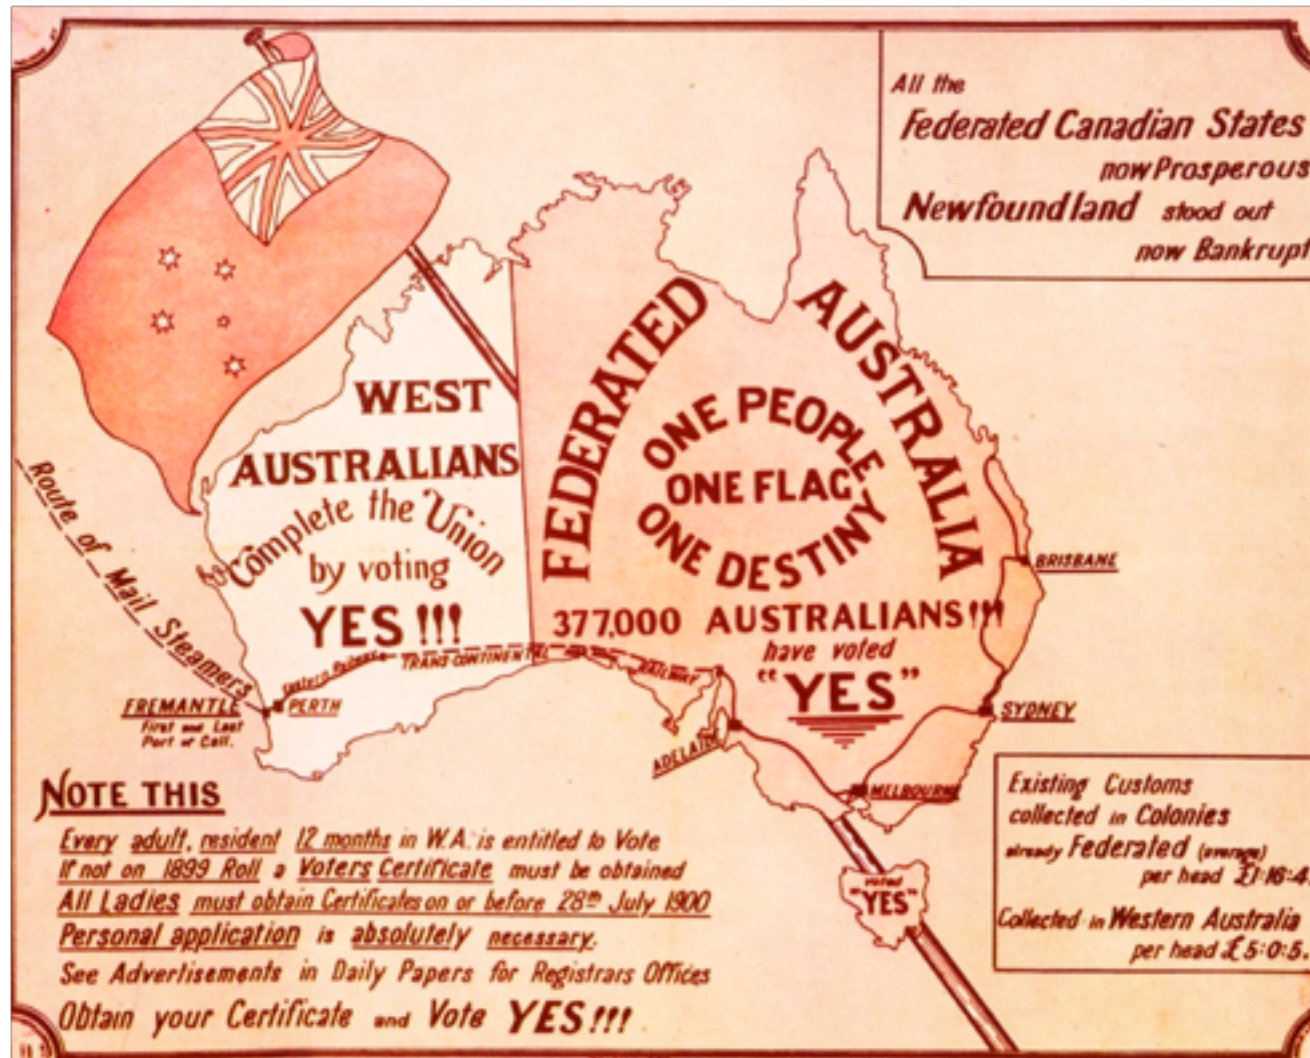 All the
Federated Canadian States
now Prosperous
Newfoundland stood out
now Bankrupt
WEST
AUSTRALIANS
Complete the Union
by voting
YES !!!
FEDERATED
AUSTRALIA
ONE PEOPLE
ONE FLAG
ONE DESTINY
377,000 AUSTRALIANS!!!
have voted
"YES"
Route of Mail Steamers
Eastern Railway
TRANS-CONTINENTAL
RAILWAY
FREMANTLE
First and Last
Port of Call.
PERTH
ADELAIDE
MELBOURNE
SYDNEY
BRISBANE
voted
"YES"
NOTE THIS
Every adult, resident 12 months in W.A. is entitled to Vote
If not on 1899 Roll a Voters Certificate must be obtained
All Ladies must obtain Certificates on or before 28th July 1900
Personal application is absolutely necessary.
See Advertisements in Daily Papers for Registrars Offices
Obtain your Certificate and Vote YES!!!
Existing Customs
collected in Colonies
already Federated (average)
per head £1:16:4.
Collected in Western Australia
per head £5:0:5.